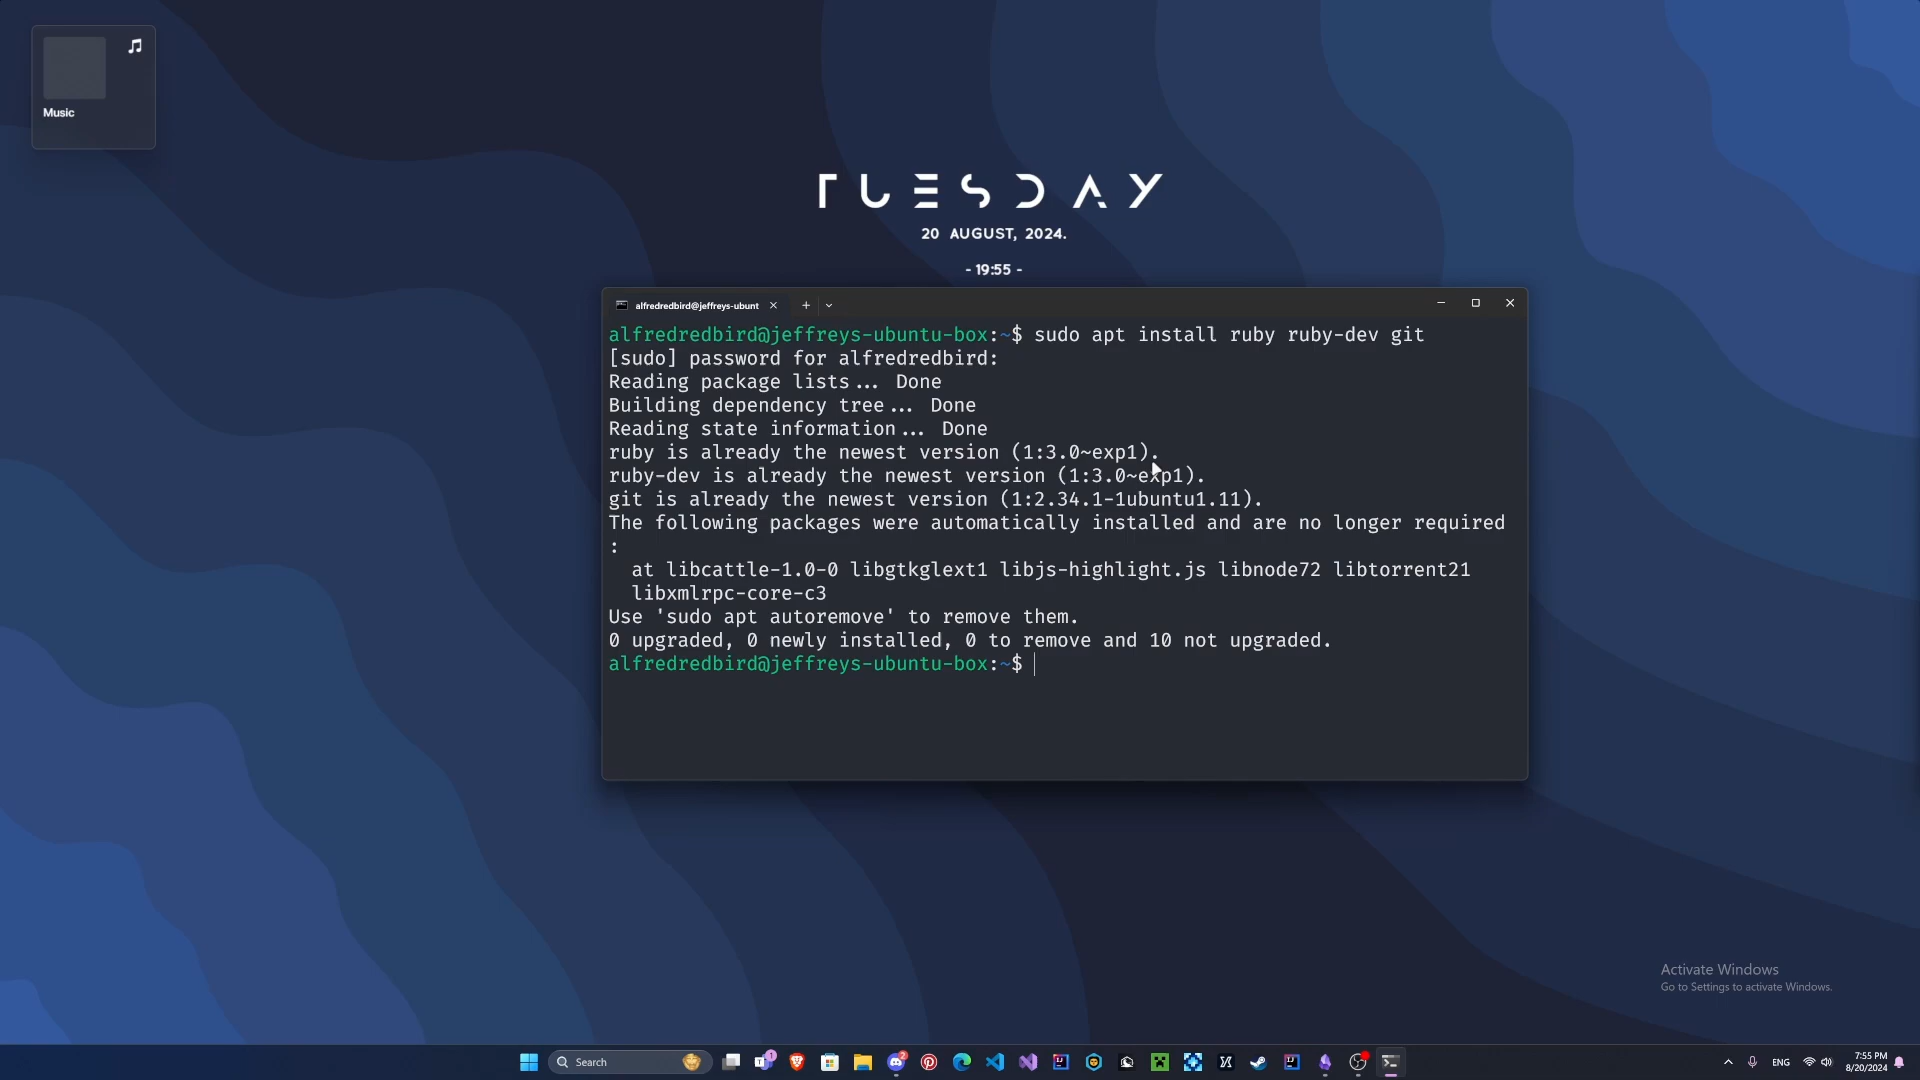 Music
TUESDAY
20 AUGUST, 2024.
- 19:55 -
alfredredbird@jeffreys-ubunt
alfredredbird@jeffreys-ubuntu-box:~$ sudo apt install ruby ruby-dev git
[sudo] password for alfredredbird:
Reading package lists... Done
Building dependency tree... Done
Reading state information... Done
ruby is already the newest version (1:3.0~exp1).
ruby-dev is already the newest version (1:3.0~exp1).
git is already the newest version (1:2.34.1-1ubuntu1.11).
The following packages were automatically installed and are no longer required
:
at libcattle-1.0-0 libgtkglext1 libjs-highlight.js libnode72 libtorrent21
libxmlrpc-core-c3
Use 'sudo apt autoremove' to remove them.
0 upgraded, 0 newly installed, 0 to remove and 10 not upgraded.
alfredredbird@jeffreys-ubuntu-box:~$
Activate Windows
Go to Settings to activate Windows.
Search
1
2
ENG
7:55 PM
8/20/2024